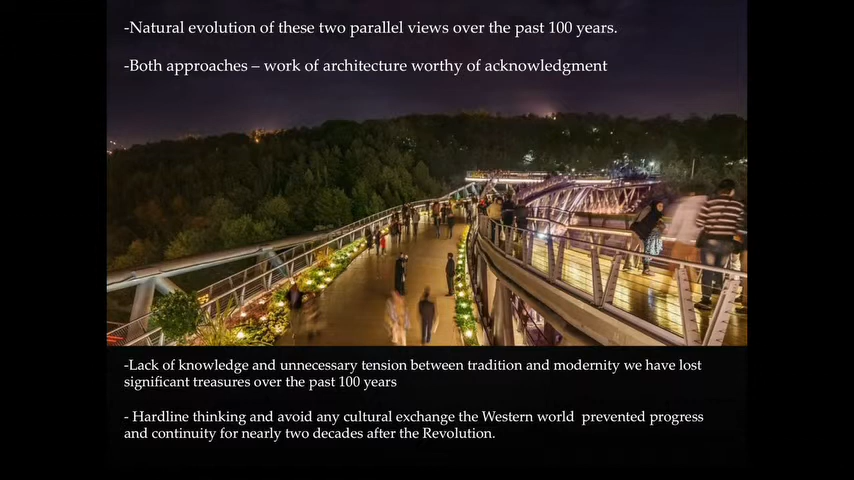 -Natural evolution of these two parallel views over the past 100 years.
-Both approaches – work of architecture worthy of acknowledgment
-Lack of knowledge and unnecessary tension between tradition and modernity we have lost
significant treasures over the past 100 years
- Hardline thinking and avoid any cultural exchange the Western world  prevented progress
and continuity for nearly two decades after the Revolution.